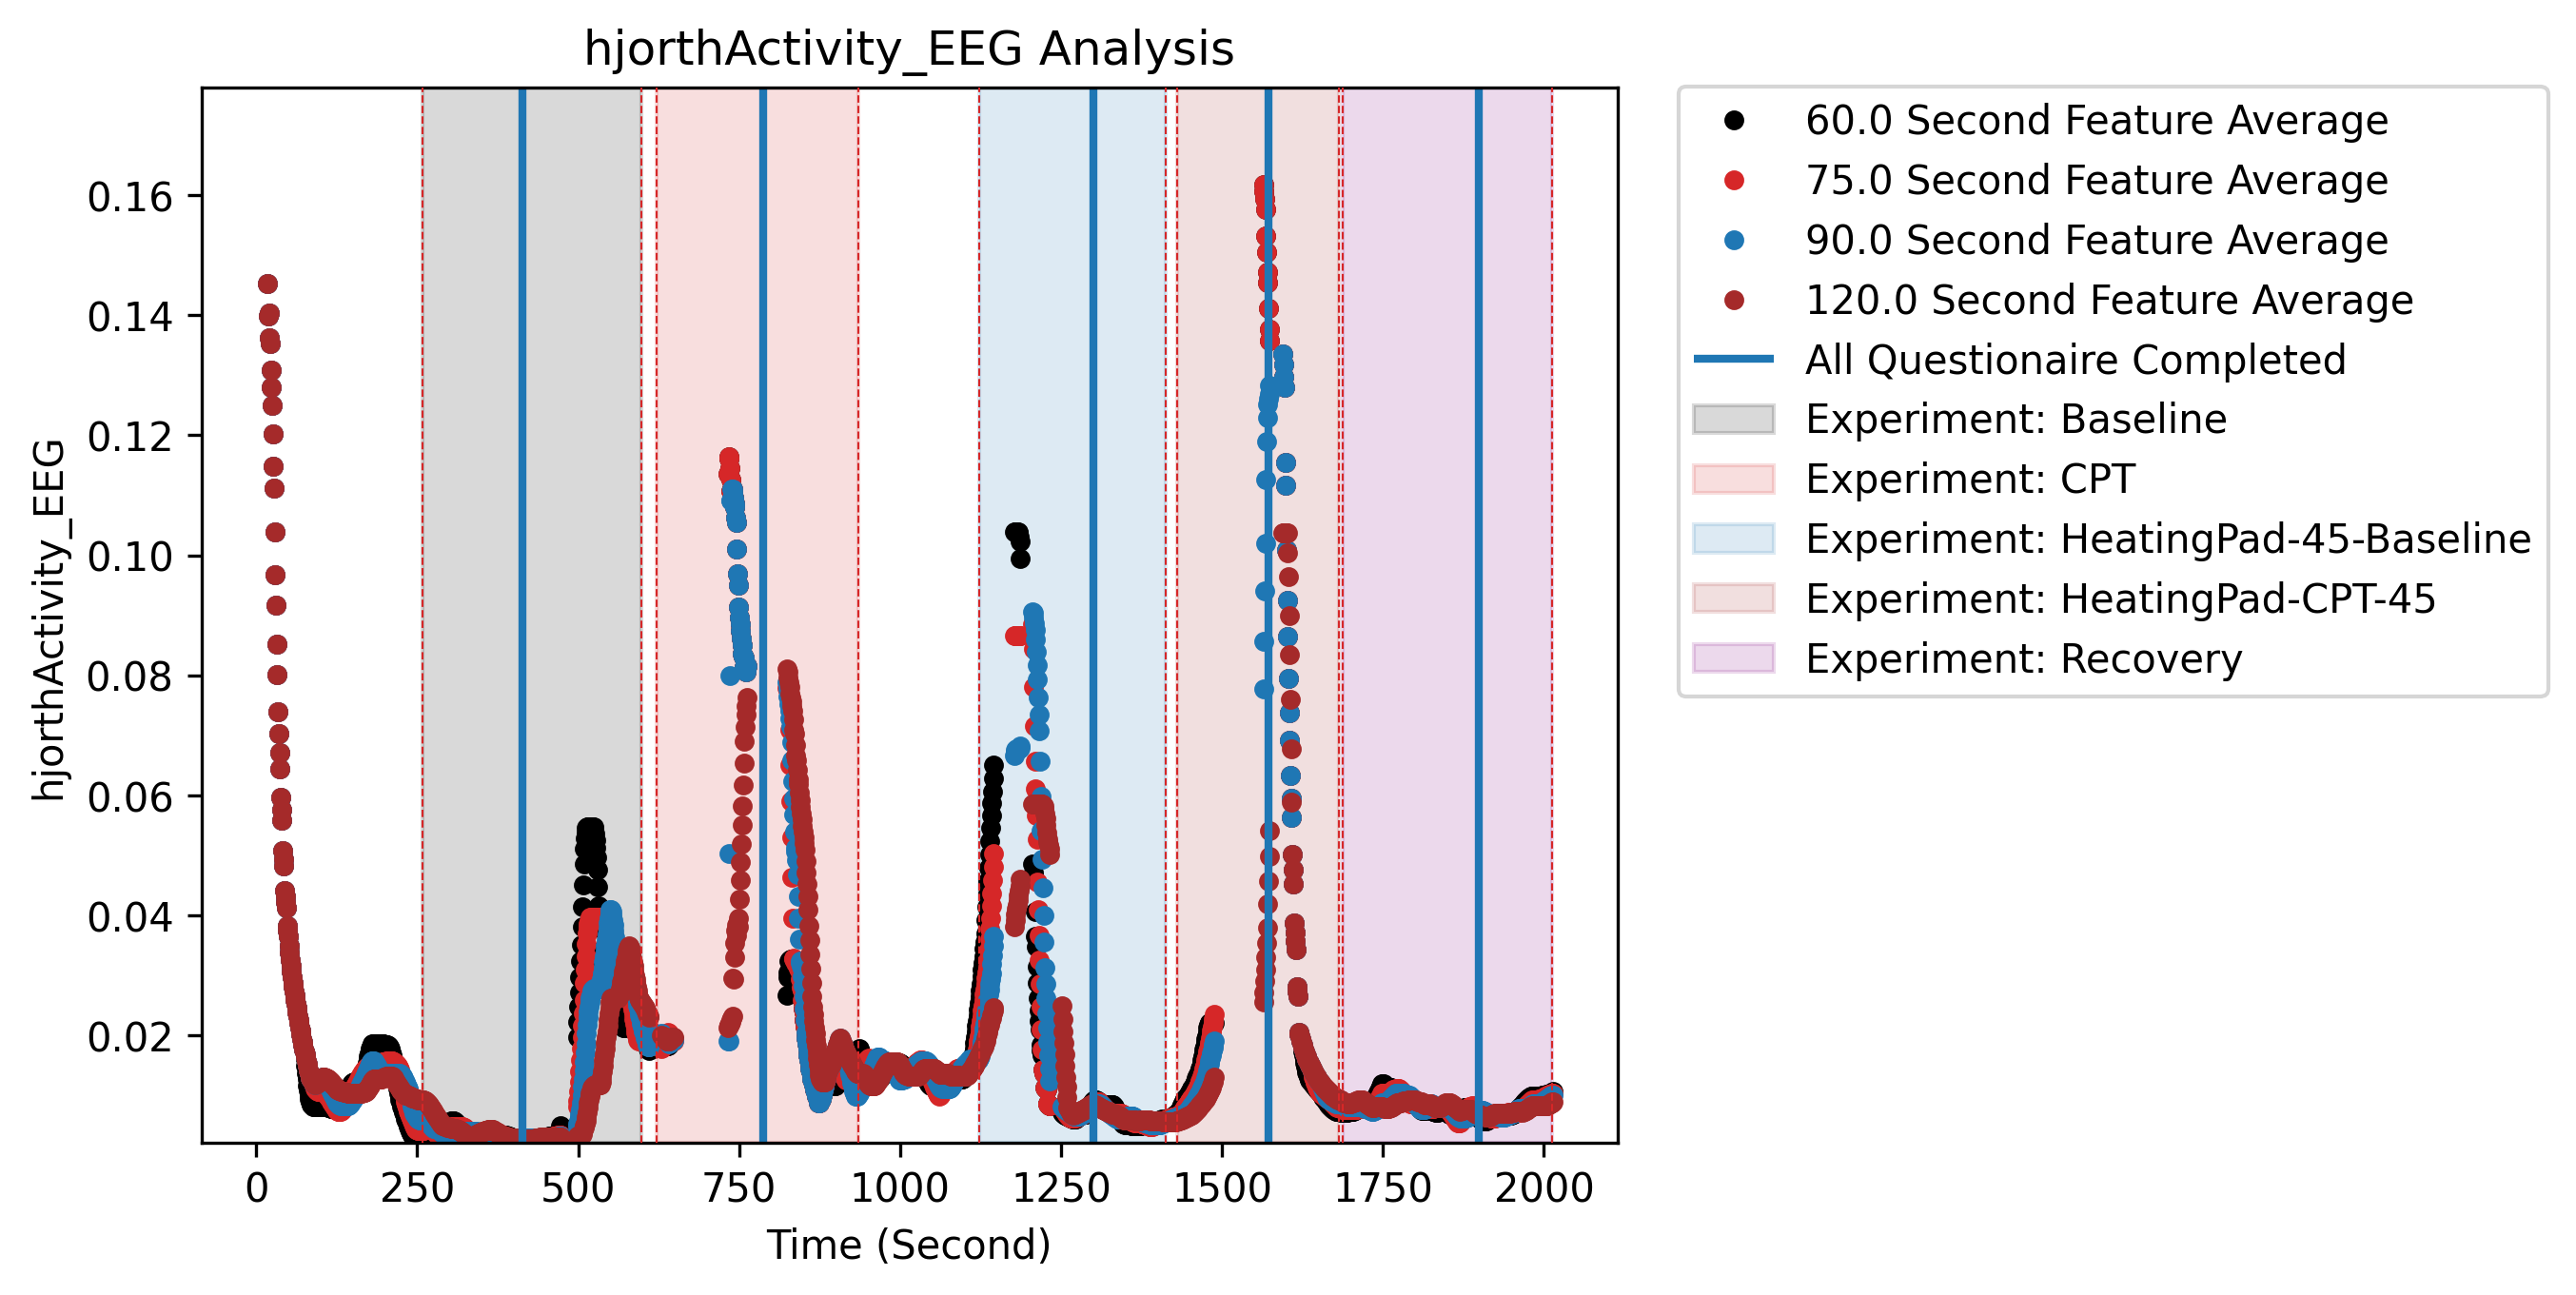 hjorthActivity_EEG Analysis
hjorthActivity_EEG
0.16
0.14
0.12
0.10
0.08
0.06
0.04
0.02
0 250 500 750 1000 1250 1500 1750 2000
Time (Second)
60.0 Second Feature Average
75.0 Second Feature Average
90.0 Second Feature Average
120.0 Second Feature Average
All Questionaire Completed
Experiment: Baseline
Experiment: CPT
Experiment: HeatingPad-45-Baseline
Experiment: HeatingPad-CPT-45
Experiment: Recovery